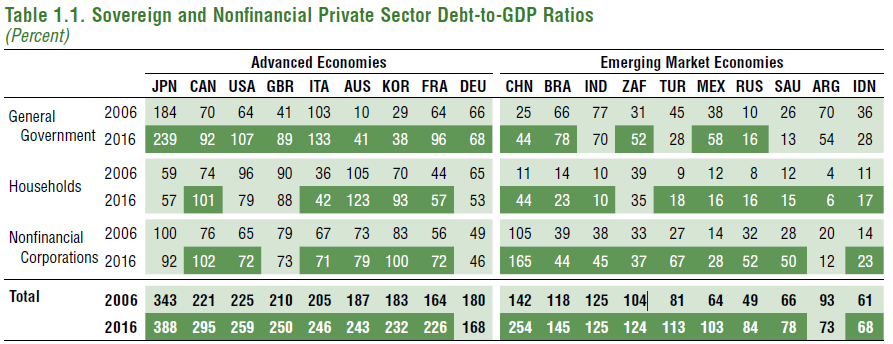 Table 1.1. Sovereign and Nonfinancial Private Sector Debt-to-GDP Ratios
(Percent)
Advanced Economies Emerging Market Economies
JPN CAN USA GBR ITA AUS KOR FRA DEU CHN BRA IND ZAF TUR MEX RUS SAU ARG IDN
General Government 2006 184 70 64 41 103 10 29 64 66 25 66 77 31 45 38 10 26 70 36
2016 239 92 107 89 133 41 38 96 68 44 78 70 52 28 58 16 13 54 28
Households 2006 59 74 96 90 36 105 70 44 65 11 14 10 39 9 12 8 12 4 11
2016 57 101 79 88 42 123 93 57 53 44 23 10 35 18 16 16 15 6 17
Nonfinancial Corporations 2006 100 76 65 79 67 73 83 56 49 105 39 38 33 27 14 32 28 20 14
2016 92 102 72 73 71 79 100 72 46 165 44 45 37 67 28 52 50 12 23
Total 2006 343 221 225 210 205 187 183 164 180 142 118 125 104 81 64 49 66 93 61
2016 388 295 259 250 246 243 232 226 168 254 145 125 124 113 103 84 78 73 68